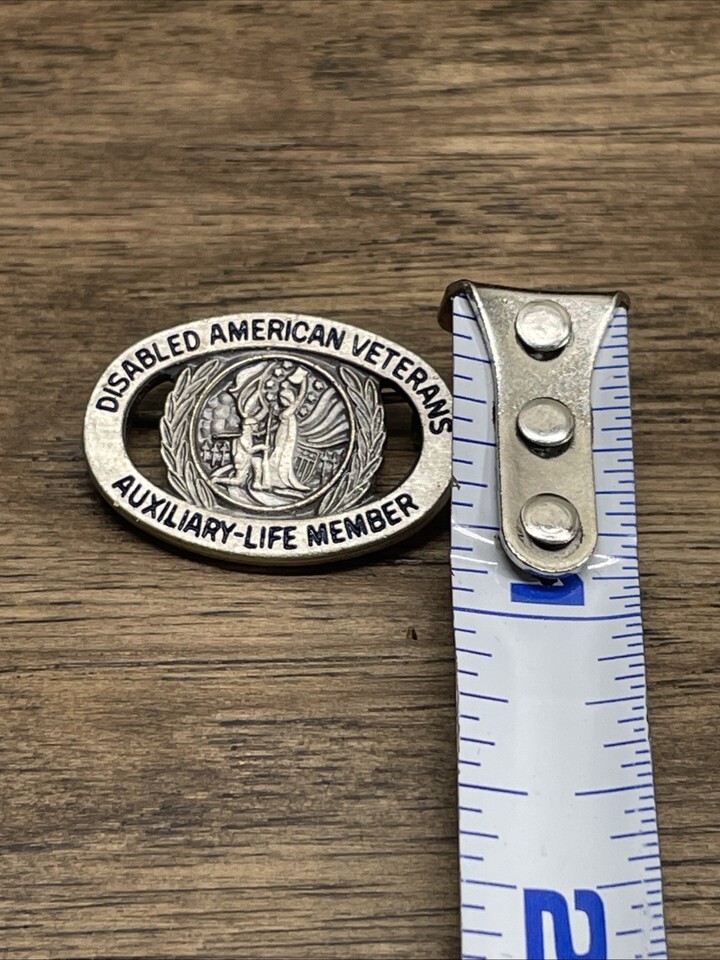 DISABLED AMERICAN VETERANS
AUXILIARY-LIFE MEMBER
1
2